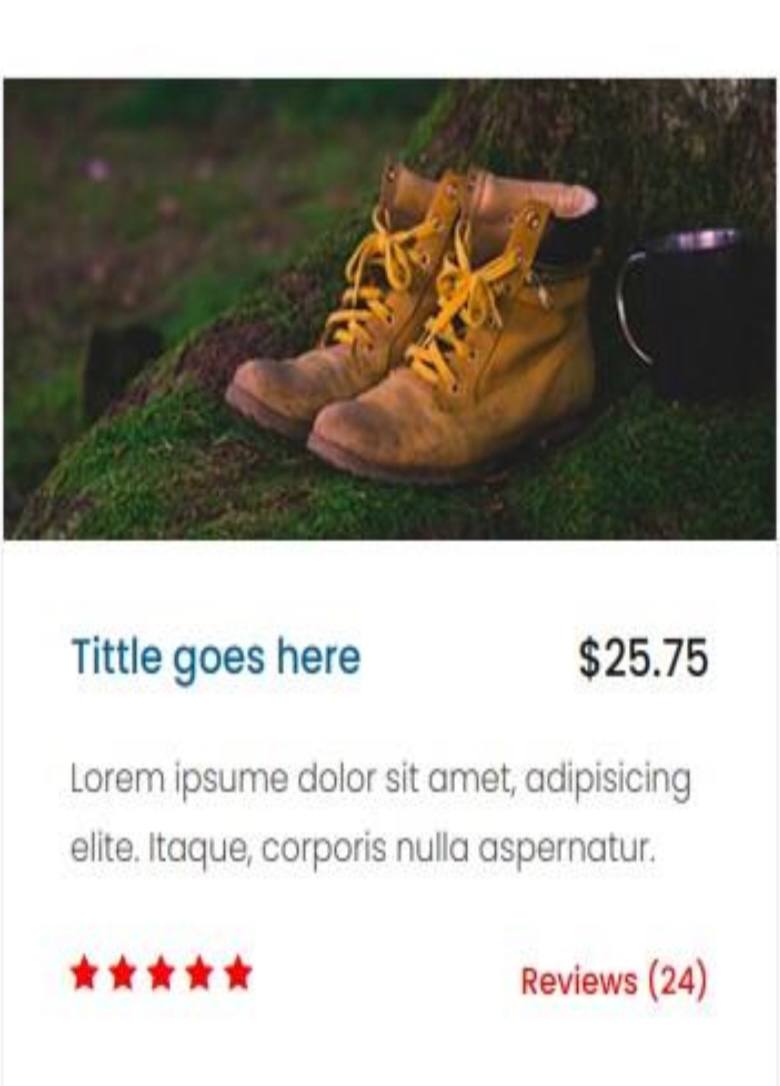 Tittle goes here
$25.75
Lorem ipsume dolor sit amet, adipisicing
elite. Itaque, corporis nulla aspernatur.
Reviews (24)